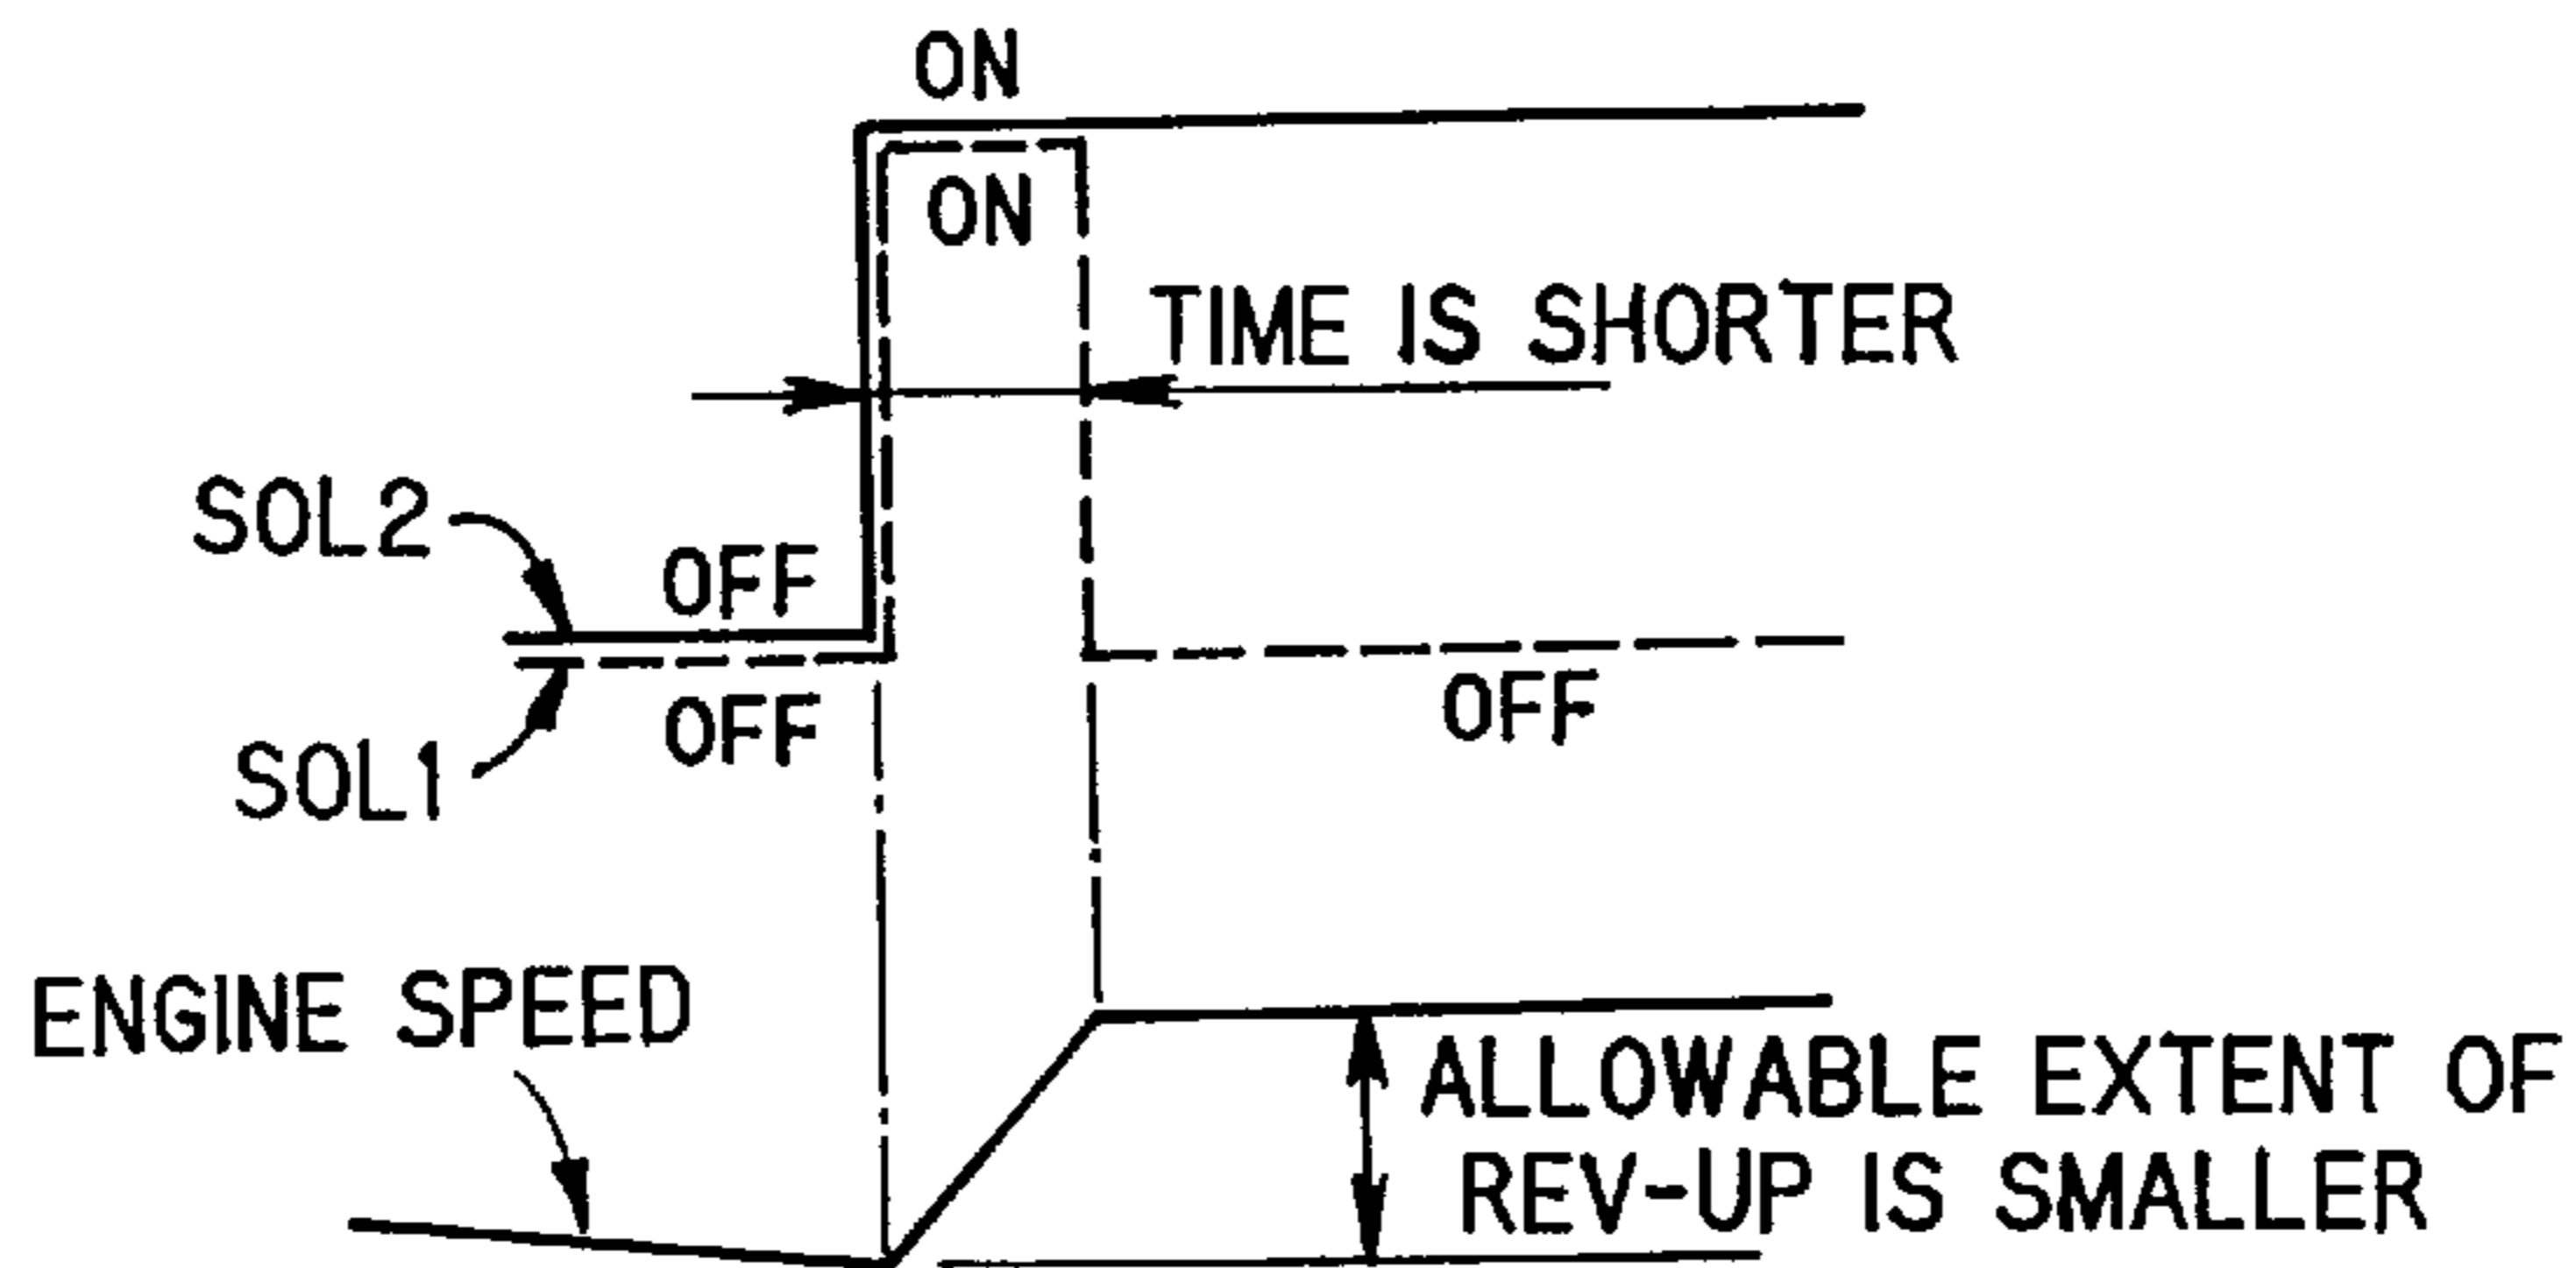 ON
ON
TIME IS SHORTER
SOL2
OFF
OFF
OFF
SOL1
ENGINE SPEED
ALLOWABLE EXTENT OF
REV-UP IS SMALLER